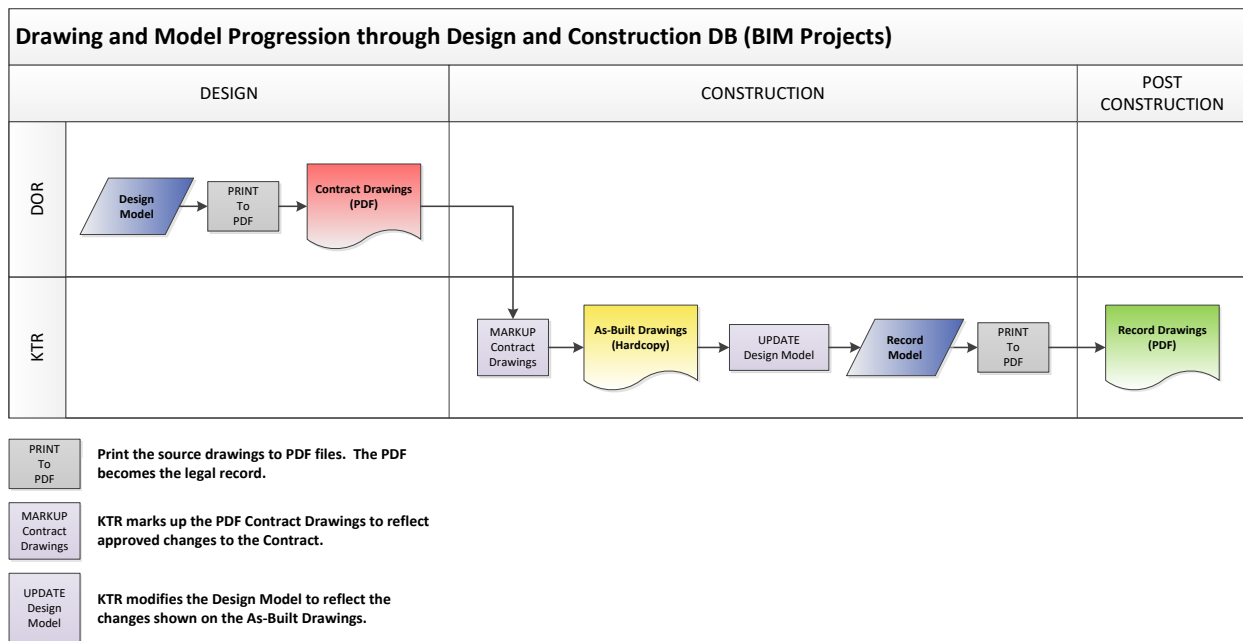 Drawing and Model Progression through Design and Construction DB (BIM Projects)
DESIGN
CONSTRUCTION
POST
CONSTRUCTION
DOR
Design
Model
PRINT
To
PDF
Contract Drawings
(PDF)
KTR
MARKUP
Contract
Drawings
As-Built Drawings
(Hardcopy)
UPDATE
Design Model
Record
Model
PRINT
To
PDF
Record Drawings
(PDF)
PRINT
To
PDF
Print the source drawings to PDF files.  The PDF
becomes the legal record.
MARKUP
Contract
Drawings
KTR marks up the PDF Contract Drawings to reflect
approved changes to the Contract.
UPDATE
Design
Model
KTR modifies the Design Model to reflect the
changes shown on the As-Built Drawings.